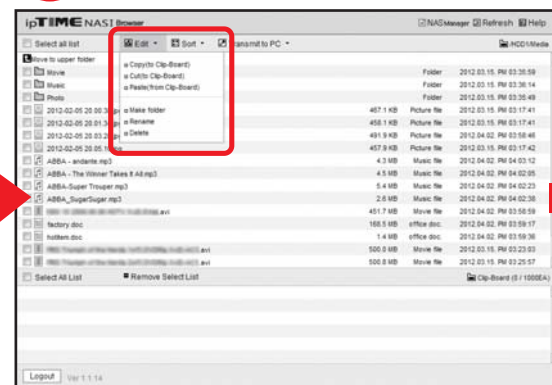 ipTIME NAS1 Browser NASManager Refresh Help
Select all list Edit Sort Transmit to PC /HDD1/Media
Move to upper folder
Copy(to Clip-Board)
Cut(to Clip-Board)
Paste(from Clip-Board)
Make folder
Rename
Delete
Movie Folder 2012.03.15. PM 03:35:59
Music Folder 2012.03.15. PM 03:36:14
Photo Folder 2012.03.15. PM 03:35:49
2012-02-05 20.00.3 467.1 KB Picture file 2012.03.15. PM 03:17:41
2012-02-05 20.01.3 458.1 KB Picture file 2012.03.15. PM 03:17:41
2012-02-05 20.03.2 491.9 KB Picture file 2012.04.02. PM 03:58:46
2012-02-05 20.05.1 457.9 KB Picture file 2012.03.15. PM 03:17:42
ABBA - andante.mp3 4.3 MB Music file 2012.04.02. PM 04:03:12
ABBA - The Winner Takes It All.mp3 4.5 MB Music file 2012.04.02. PM 04:02:05
ABBA-Super Trouper.mp3 5.4 MB Music file 2012.04.02. PM 04:02:23
ABBA_SugarSugar.mp3 2.6 MB Music file 2012.04.02. PM 04:02:38
.avi 451.7 MB Movie file 2012.04.02. PM 03:58:59
factory.doc 168.5 MB office doc. 2012.04.02. PM 03:59:17
hotitem.doc 1.4 MB office doc. 2012.04.02. PM 03:59:36
.avi 500.0 MB Movie file 2012.03.15. PM 03:23:03
.avi 500.8 MB Movie file 2012.03.15. PM 03:25:57
Select All List Remove Select List Clip-Board (0 / 1000EA)
Logout Ver 1.1.14